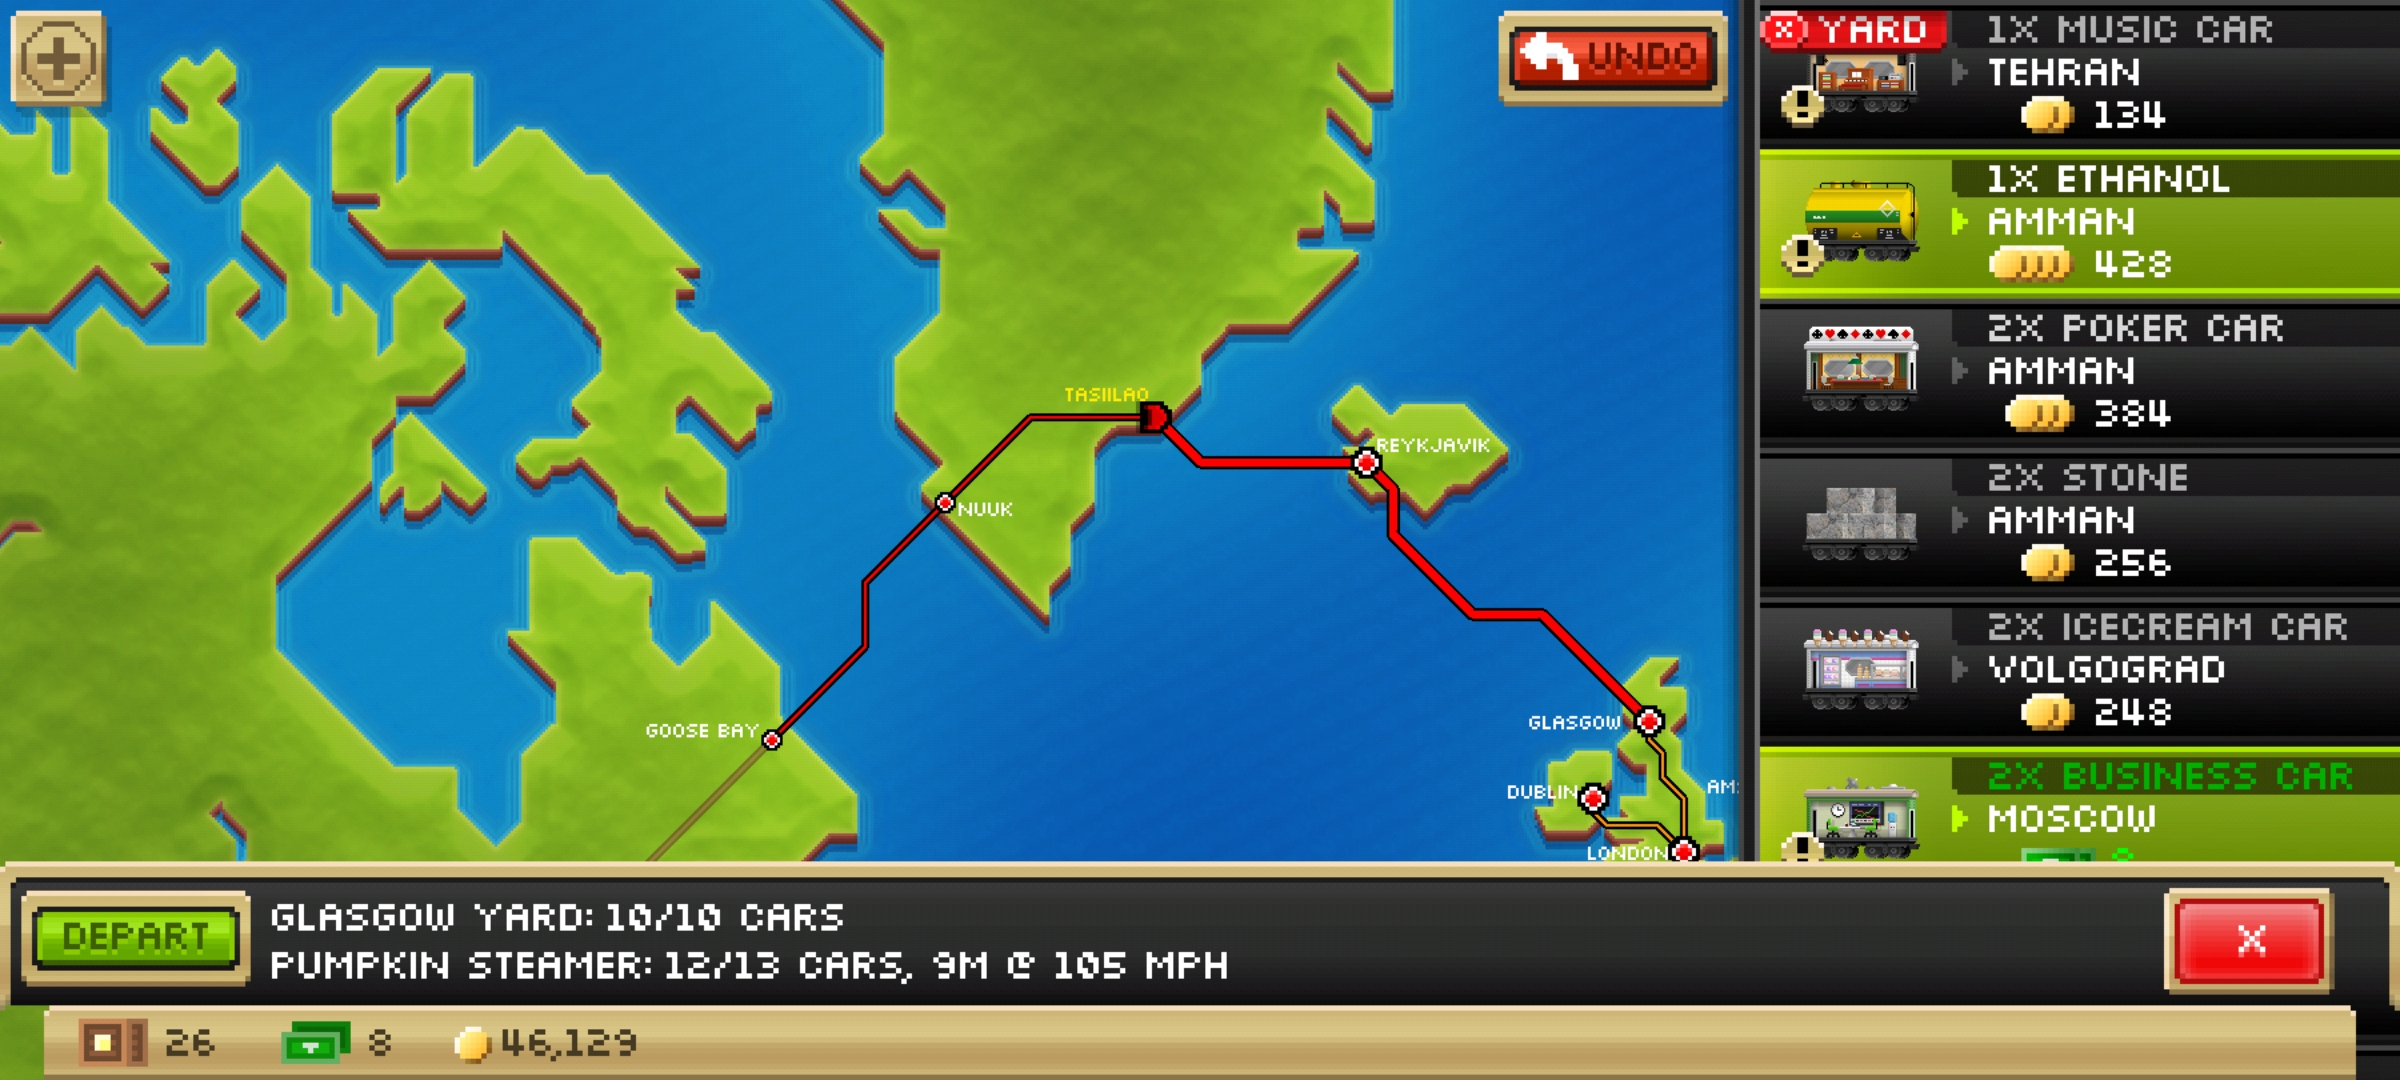 UNDO
TASIILAQ
REYKJAVIK
NUUK
GOOSE BAY
GLASGOW
DUBLIN
AM
LONDON
YARD
1X MUSIC CAR
TEHRAN
134
1X ETHANOL
AMMAN
428
2X POKER CAR
AMMAN
384
2X STONE
AMMAN
256
2X ICECREAM CAR
VOLGOGRAD
248
2X BUSINESS CAR
MOSCOW
DEPART
GLASGOW YARD: 10/10 CARS
PUMPKIN STEAMER: 12/13 CARS, 9M @ 105 MPH
X
26
8
46,129